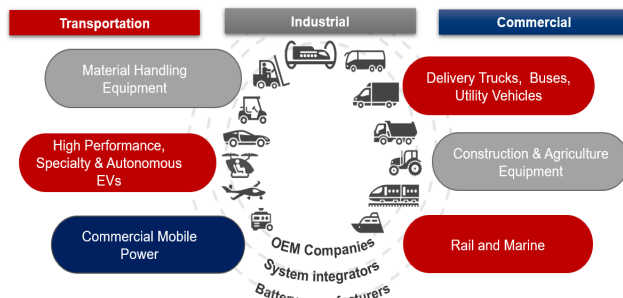 Transportation
Industrial
Commercial
Material Handling
Equipment
Delivery Trucks, Buses,
Utility Vehicles
High Performance,
Specialty & Autonomous
EVs
Construction & Agriculture
Equipment
Commercial Mobile
Power
Rail and Marine
OEM Companies
System integrators